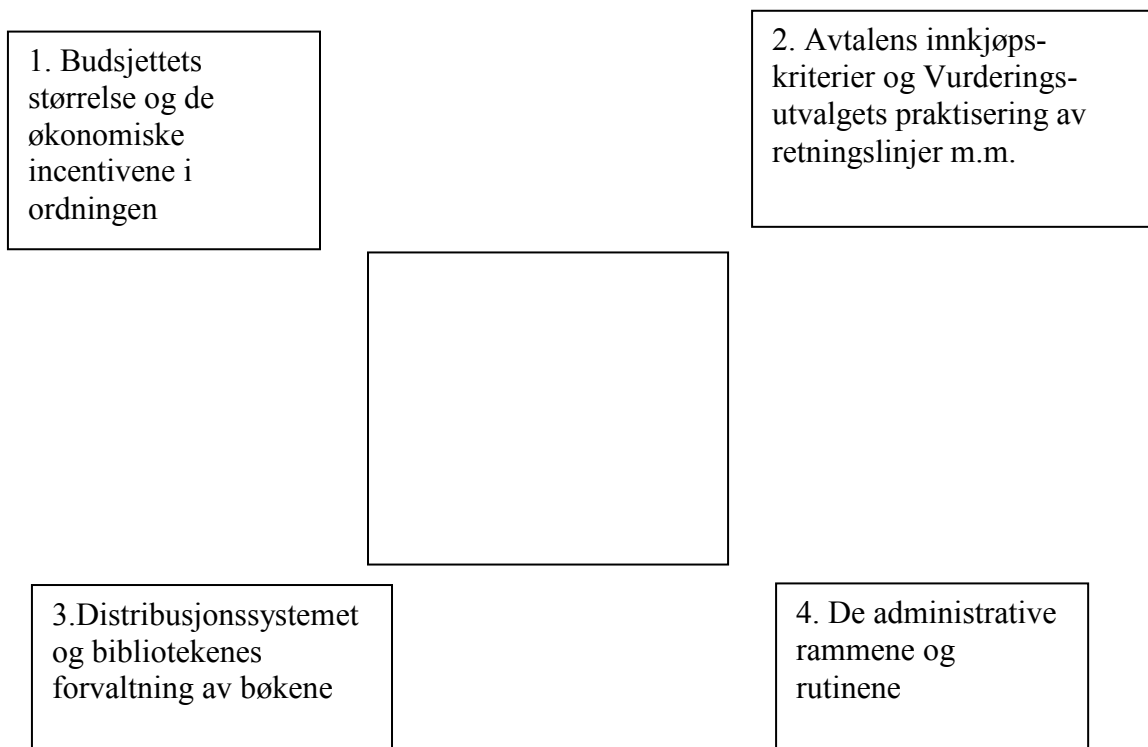 1. Budsjettets
størrelse og de
økonomiske
incentivene i
ordningen
2. Avtalens innkjøps-
kriterier og Vurderings-
utvalgets praktisering av
retningslinjer m.m.
3.Distribusjonssystemet
og bibliotekenes
forvaltning av bøkene
4. De administrative
rammene og
rutinene